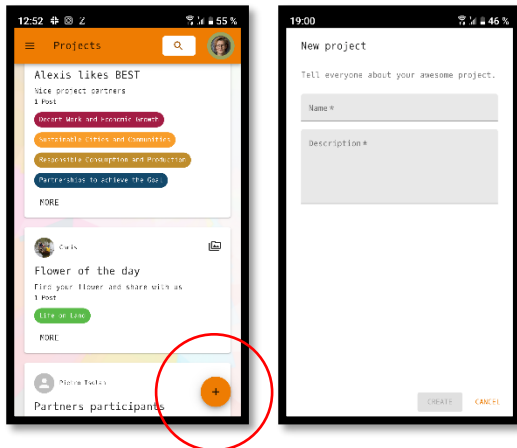 12:52 Z 55 %
Projects
Alexis likes BEST
Nice project partners
1 Post
Decent Work and Economic Growth
Sustainable Cities and Communities
Responsible Consumption and Production
Partnerships to achieve the Goal
MORE
Chris
Flower of the day
Find your flower and share with us
1 Post
Life on Land
MORE
Pietro
+
Partners participants
19:00 46 %
New project
Tell everyone about your awesome project.
Name *
Description *
CREATE CANCEL